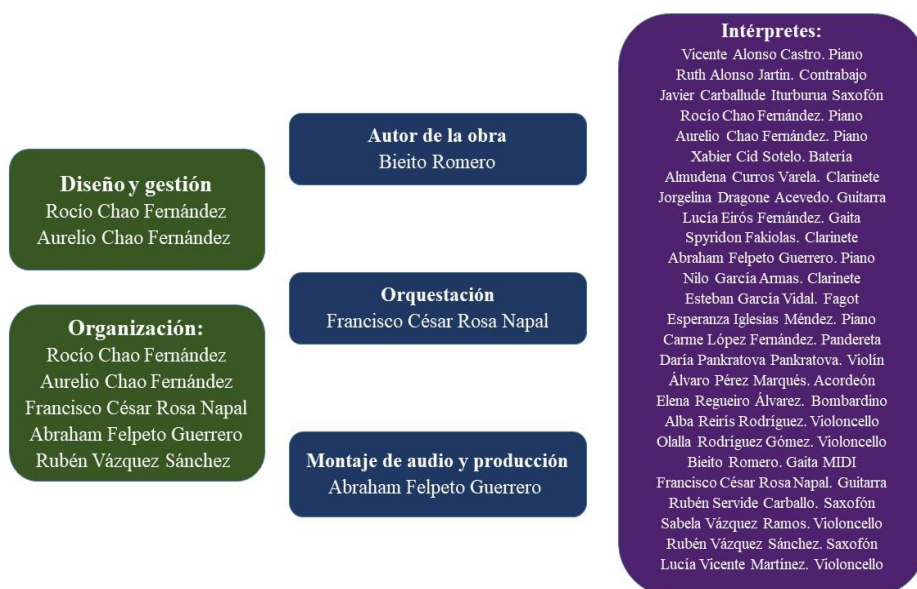 Diseño y gestión
Rocío Chao Fernández
Aurelio Chao Fernández
Organización:
Rocío Chao Fernández
Aurelio Chao Fernández
Francisco César Rosa Napal
Abraham Felpeto Guerrero
Rubén Vázquez Sánchez
Autor de la obra
Bieito Romero
Orquestación
Francisco César Rosa Napal
Montaje de audio y producción
Abraham Felpeto Guerrero
Intérpretes:
Vicente Alonso Castro. Piano
Ruth Alonso Jartin. Contrabajo
Javier Carballude Iturburua Saxofón
Rocío Chao Fernández. Piano
Aurelio Chao Fernández. Piano
Xabier Cid Sotelo. Batería
Almudena Curros Varela. Clarinete
Jorgelina Dragone Acevedo. Guitarra
Lucía Eirós Fernández. Gaita
Spyridon Fakiolas. Clarinete
Abraham Felpeto Guerrero. Piano
Nilo García Armas. Clarinete
Esteban García Vidal. Fagot
Esperanza Iglesias Méndez. Piano
Carme López Fernández. Pandereta
Daría Pankratova Pankratova. Violín
Álvaro Pérez Marqués. Acordeón
Elena Regueiro Álvarez. Bombardino
Alba Reirís Rodríguez. Violoncello
Olalla Rodríguez Gómez. Violoncello
Bieito Romero. Gaita MIDI
Francisco César Rosa Napal. Guitarra
Rubén Servide Carballo. Saxofón
Sabela Vázquez Ramos. Violoncello
Rubén Vázquez Sánchez. Saxofón
Lucía Vicente Martínez. Violoncello